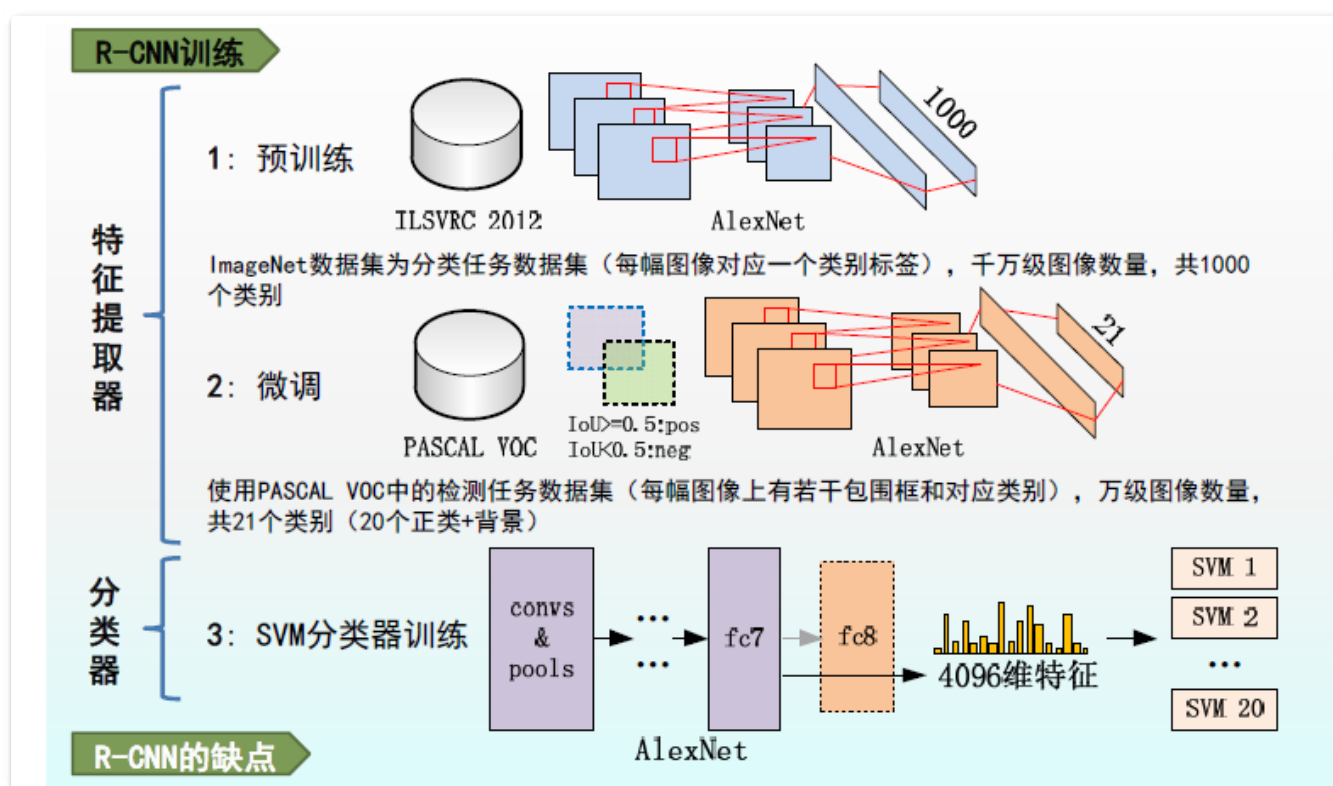 R-CNN训练
特征提取器
1: 预训练
ILSVRC 2012
AlexNet
1000
ImageNet数据集为分类任务数据集（每幅图像对应一个类别标签），千万级图像数量，共1000
个类别
2: 微调
PASCAL VOC
IoU>=0.5:pos
IoU<0.5:neg
AlexNet
21
使用PASCAL VOC中的检测任务数据集（每幅图像上有若干包围框和对应类别），万级图像数量，
共21个类别（20个正类+背景）
分类器
3: SVM分类器训练
convs
&
pools
...
...
fc7
fc8
4096维特征
SVM 1
SVM 2
...
SVM 20
AlexNet
R-CNN的缺点